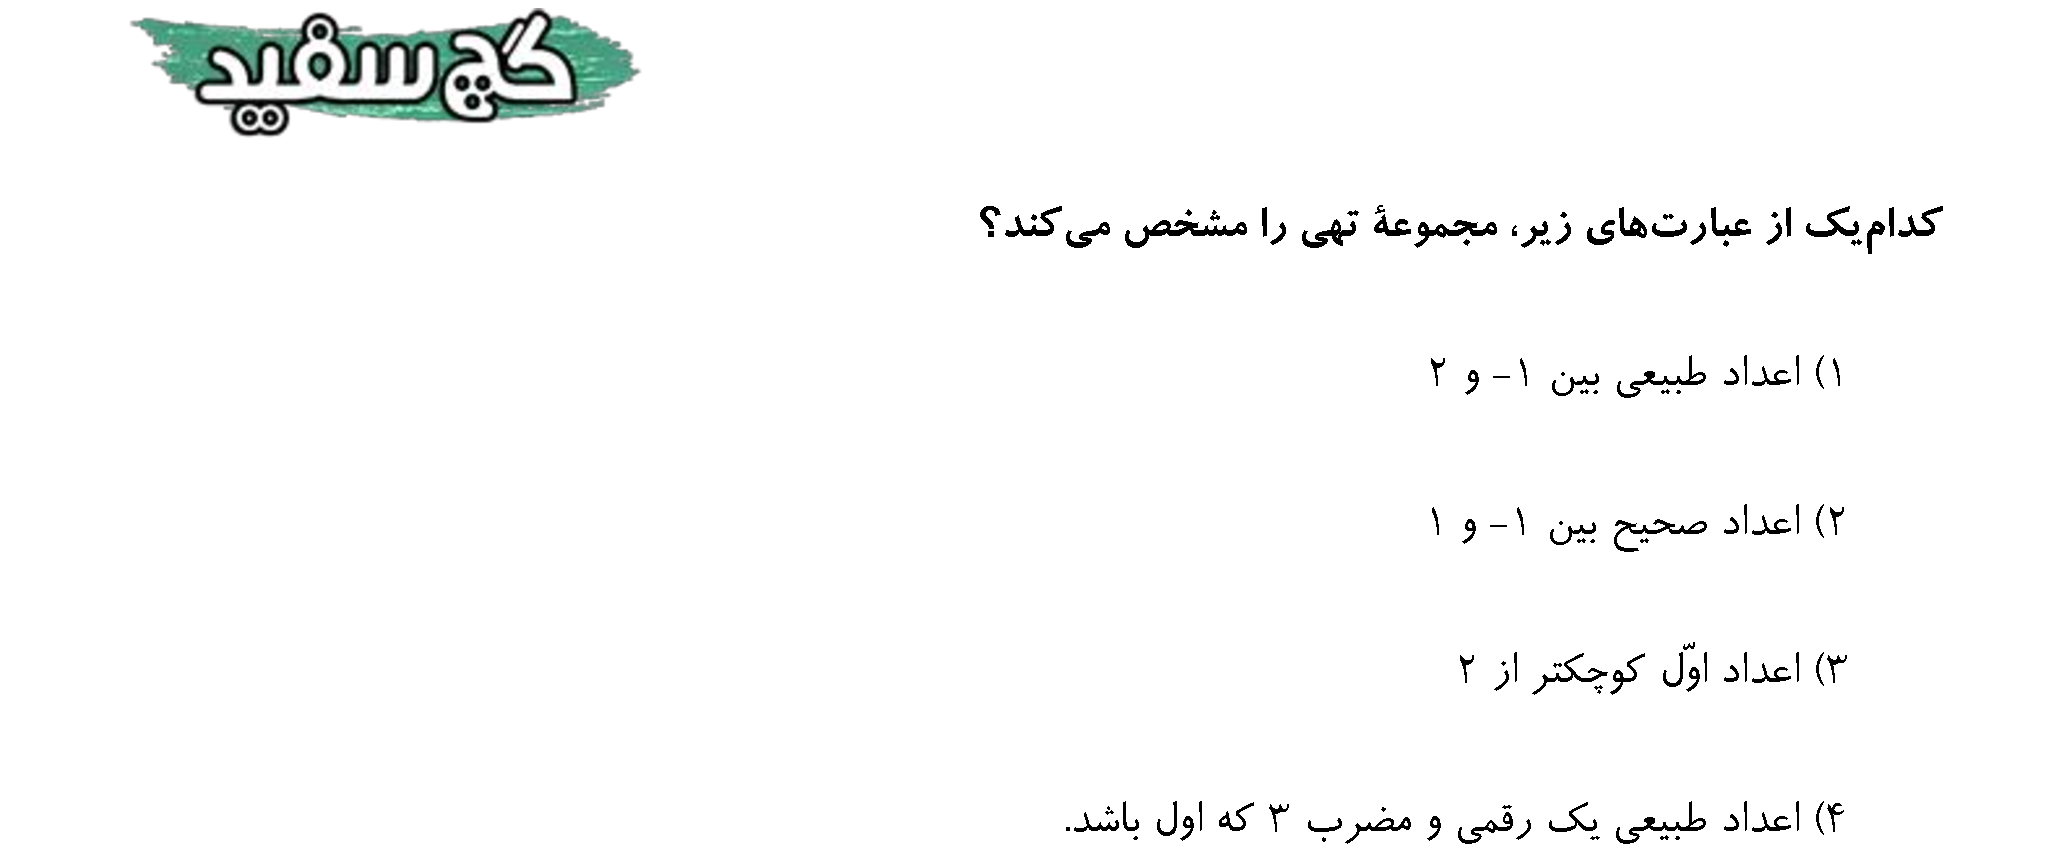 گچ سفید
کدام‌یک از عبارت‌های زیر، مجموعهٔ تهی را مشخص می‌کند؟
۱) اعداد طبیعی بین ۱- و ۲
۲) اعداد صحیح بین ۱- و ۱
۳) اعداد اوّل کوچکتر از ۲
۴) اعداد طبیعی یک رقمی و مضرب ۳ که اول باشد.